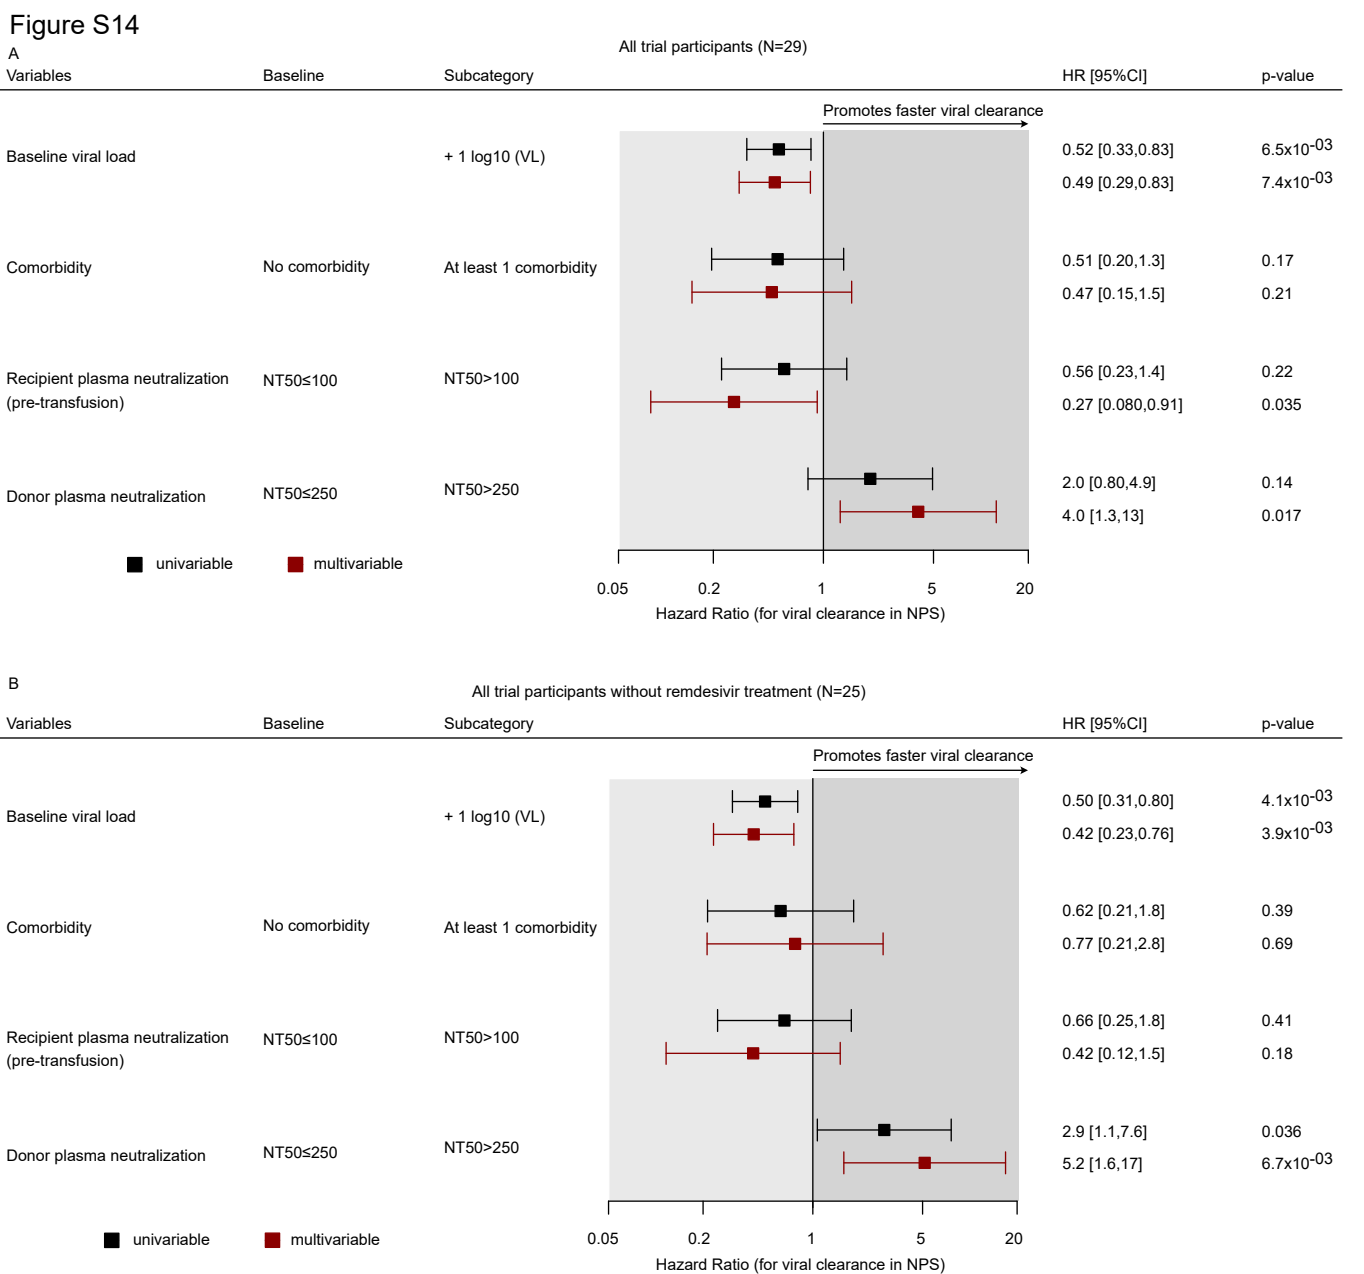 Figure S14
A
All trial participants (N=29)
Variables Baseline Subcategory HR [95%CI] p-value
Promotes faster viral clearance
Baseline viral load + 1 log10 (VL) 0.52 [0.33,0.83] 6.5x10-03
0.49 [0.29,0.83] 7.4x10-03
Comorbidity No comorbidity At least 1 comorbidity 0.51 [0.20,1.3] 0.17
0.47 [0.15,1.5] 0.21
Recipient plasma neutralization NT50≤100 NT50>100 0.56 [0.23,1.4] 0.22
(pre-transfusion) 0.27 [0.080,0.91] 0.035
Donor plasma neutralization NT50≤250 NT50>250 2.0 [0.80,4.9] 0.14
4.0 [1.3,13] 0.017
univariable multivariable
0.05 0.2 1 5 20
Hazard Ratio (for viral clearance in NPS)
B
All trial participants without remdesivir treatment (N=25)
Variables Baseline Subcategory HR [95%CI] p-value
Promotes faster viral clearance
Baseline viral load + 1 log10 (VL) 0.50 [0.31,0.80] 4.1x10-03
0.42 [0.23,0.76] 3.9x10-03
Comorbidity No comorbidity At least 1 comorbidity 0.62 [0.21,1.8] 0.39
0.77 [0.21,2.8] 0.69
Recipient plasma neutralization NT50≤100 NT50>100 0.66 [0.25,1.8] 0.41
(pre-transfusion) 0.42 [0.12,1.5] 0.18
Donor plasma neutralization NT50≤250 NT50>250 2.9 [1.1,7.6] 0.036
5.2 [1.6,17] 6.7x10-03
univariable multivariable
0.05 0.2 1 5 20
Hazard Ratio (for viral clearance in NPS)